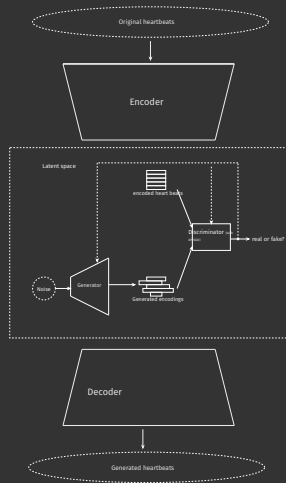 Original heartbeats
Encoder
Latent space
encoded heart beats
Discriminator
real or fake?
Noise
Generator
Generated encodings
Decoder
Generated heartbeats